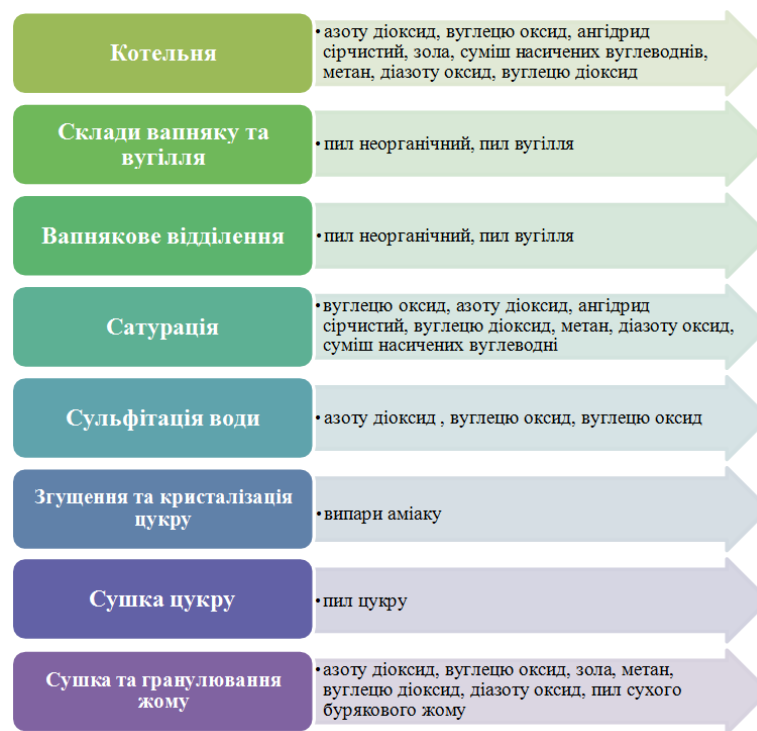 Котельня
•азоту діоксид, вуглецю оксид, ангідрид
сірчистий, зола, суміш насичених вуглеводнів,
метан, діазоту оксид, вуглецю діоксид
Склади вапняку та
вугілля
•пил неорганічний, пил вугілля
Вапнякове відділення
•пил неорганічний, пил вугілля
Сатурація
•вуглецю оксид, азоту діоксид, ангідрид
сірчистий, вуглецю діоксид, метан, діазоту оксид,
суміш насичених вуглеводні
Сульфітація води
•азоту діоксид , вуглецю оксид, вуглецю оксид
Згущення та кристалізація
цукру
•випари аміаку
Сушка цукру
•пил цукру
Сушка та гранулювання
жому
•азоту діоксид, вуглецю оксид, зола, метан,
вуглецю діоксид, діазоту оксид, пил сухого
бурякового жому